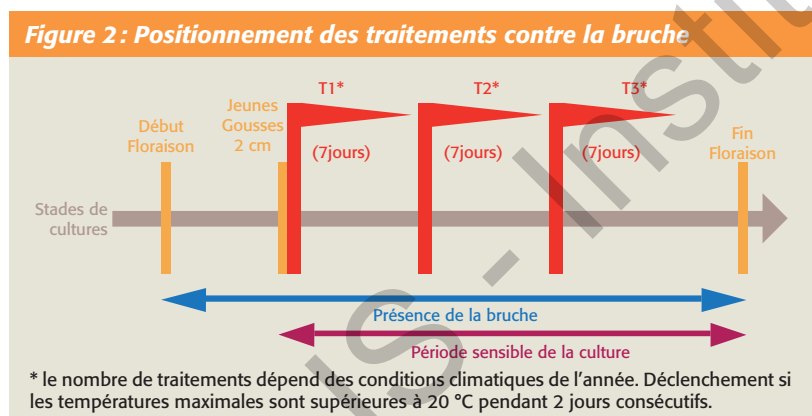 Figure 2 : Positionnement des traitements contre la bruche
T1*
T2*
T3*
Jeunes
Gousses
2 cm
Début
Floraison
(7jours)
(7jours)
(7jours)
Fin
Floraison
Stades de
cultures
Présence de la bruche
Période sensible de la culture
* le nombre de traitements dépend des conditions climatiques de l'année. Déclenchement si
les températures maximales sont supérieures à 20 °C pendant 2 jours consécutifs.